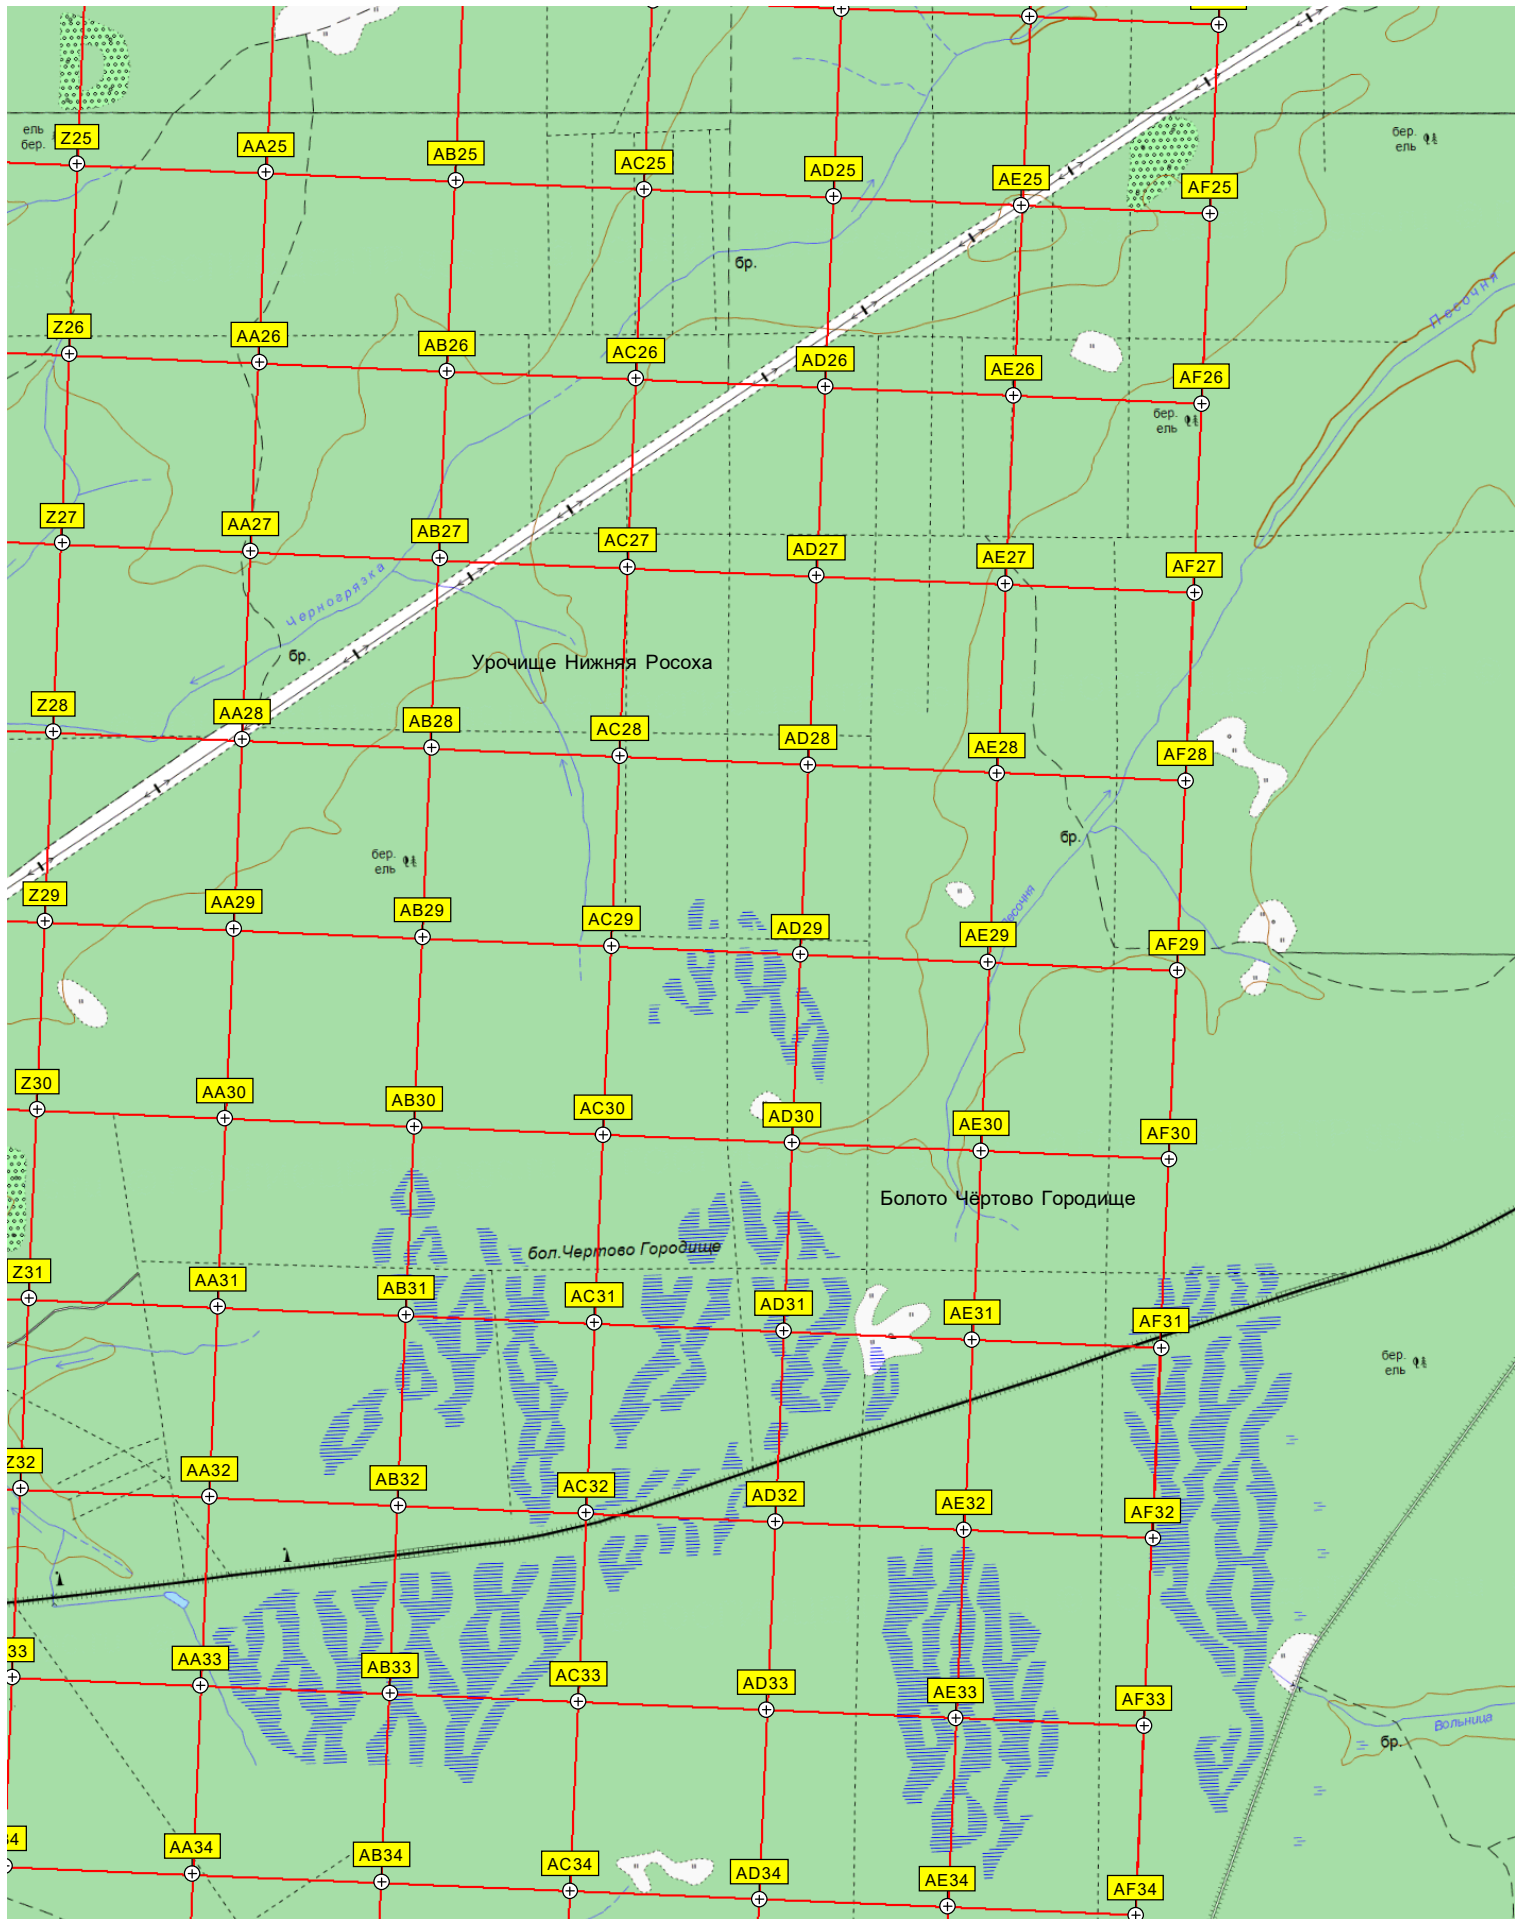 ель
бер.
Z25
AA25
AB25
AC25
AD25
AE25
AF25
бер.
ель
бр.
Песочня
Z26
AA26
AB26
AC26
AD26
AE26
AF26
бер.
ель
Z27
AA27
AB27
AC27
AD27
AE27
AF27
Черногрязка
бр.
Урочище Нижняя Росоха
Z28
AA28
AB28
AC28
AD28
AE28
AF28
бр.
бер.
ель
Z29
AA29
AB29
AC29
AD29
AE29
AF29
Z30
AA30
AB30
AC30
AD30
AE30
AF30
Болото Чёртово Городище
бол.Чертово Городище
Z31
AA31
AB31
AC31
AD31
AE31
AF31
бер.
ель
Z32
AA32
AB32
AC32
AD32
AE32
AF32
33
AA33
AB33
AC33
AD33
AE33
AF33
Вольница
бр.
34
AA34
AB34
AC34
AD34
AE34
AF34